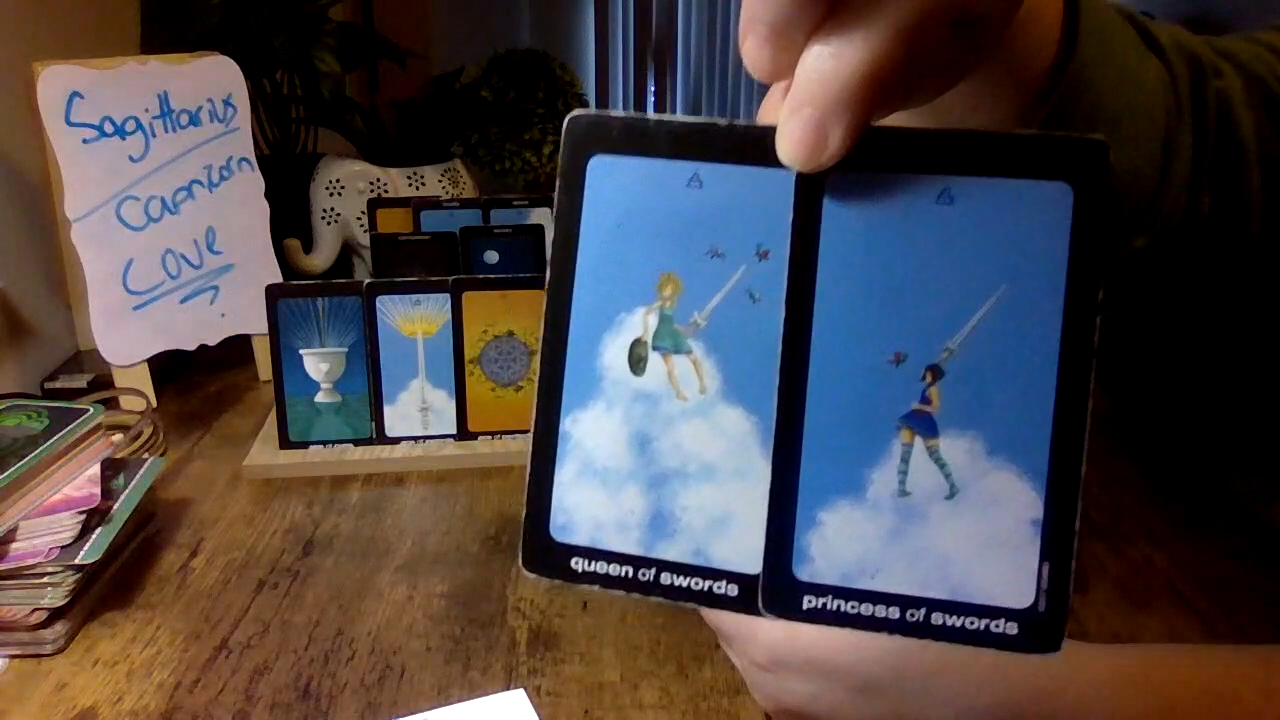 Sagittarius
Capricorn
Love
queen of swords
princess of swords